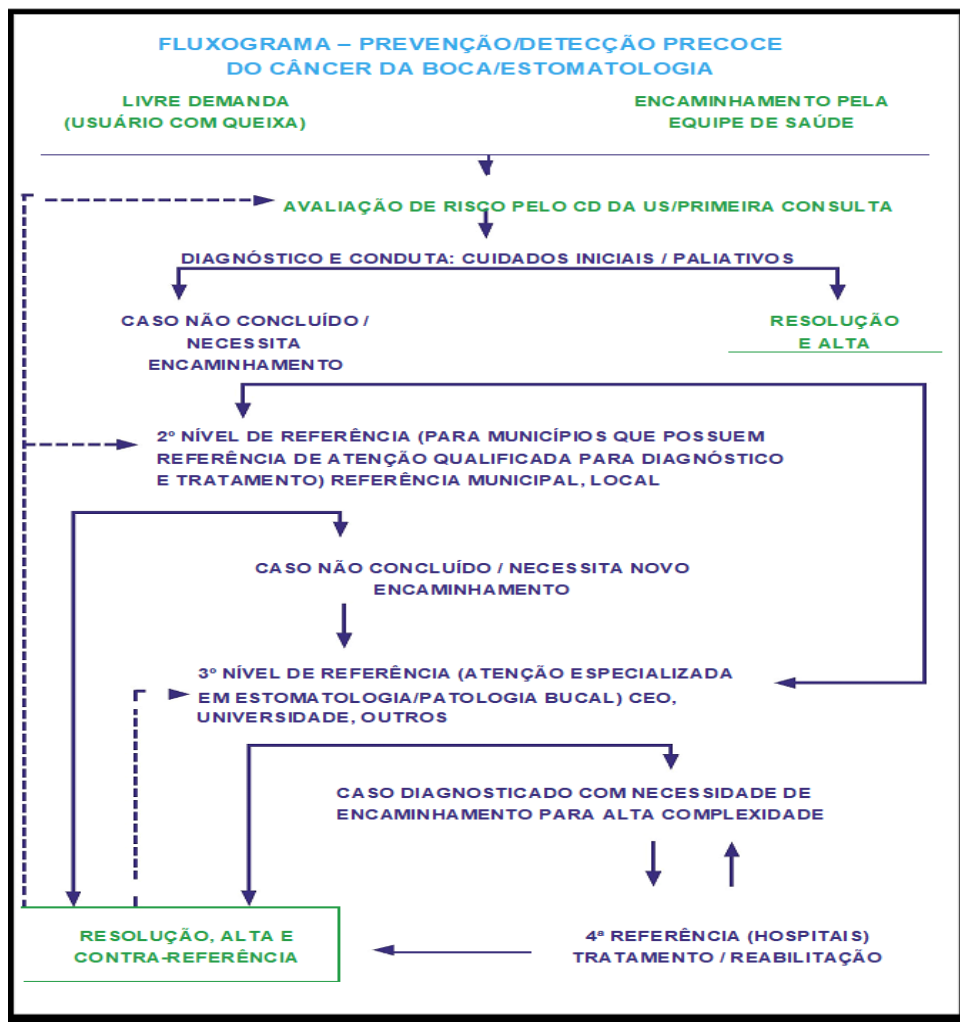 FLUXOGRAMA – PREVENÇÃO/DETECÇÃO PRECOCE
DO CÂNCER DA BOCA/ESTOMATOLOGIA
LIVRE DEMANDA
(USUÁRIO COM QUEIXA)
ENCAMINHAMENTO PELA
EQUIPE DE SAÚDE
AVALIAÇÃO DE RISCO PELO CD DA US/PRIMEIRA CONSULTA
DIAGNÓSTICO E CONDUTA: CUIDADOS INICIAIS / PALIATIVOS
CASO NÃO CONCLUÍDO /
NECESSITA
ENCAMINHAMENTO
RESOLUÇÃO
E ALTA
2º NÍVEL DE REFERÊNCIA (PARA MUNICÍPIOS QUE POSSUEM
REFERÊNCIA DE ATENÇÃO QUALIFICADA PARA DIAGNÓSTICO
E TRATAMENTO) REFERÊNCIA MUNICIPAL, LOCAL
CASO NÃO CONCLUÍDO / NECESSITA NOVO
ENCAMINHAMENTO
3º NÍVEL DE REFERÊNCIA (ATENÇÃO ESPECIALIZADA
EM ESTOMATOLOGIA/PATOLOGIA BUCAL) CEO,
UNIVERSIDADE, OUTROS
CASO DIAGNOSTICADO COM NECESSIDADE DE
ENCAMINHAMENTO PARA ALTA COMPLEXIDADE
RESOLUÇÃO, ALTA E
CONTRA-REFERÊNCIA
4ª REFERÊNCIA (HOSPITAIS)
TRATAMENTO / REABILITAÇÃO